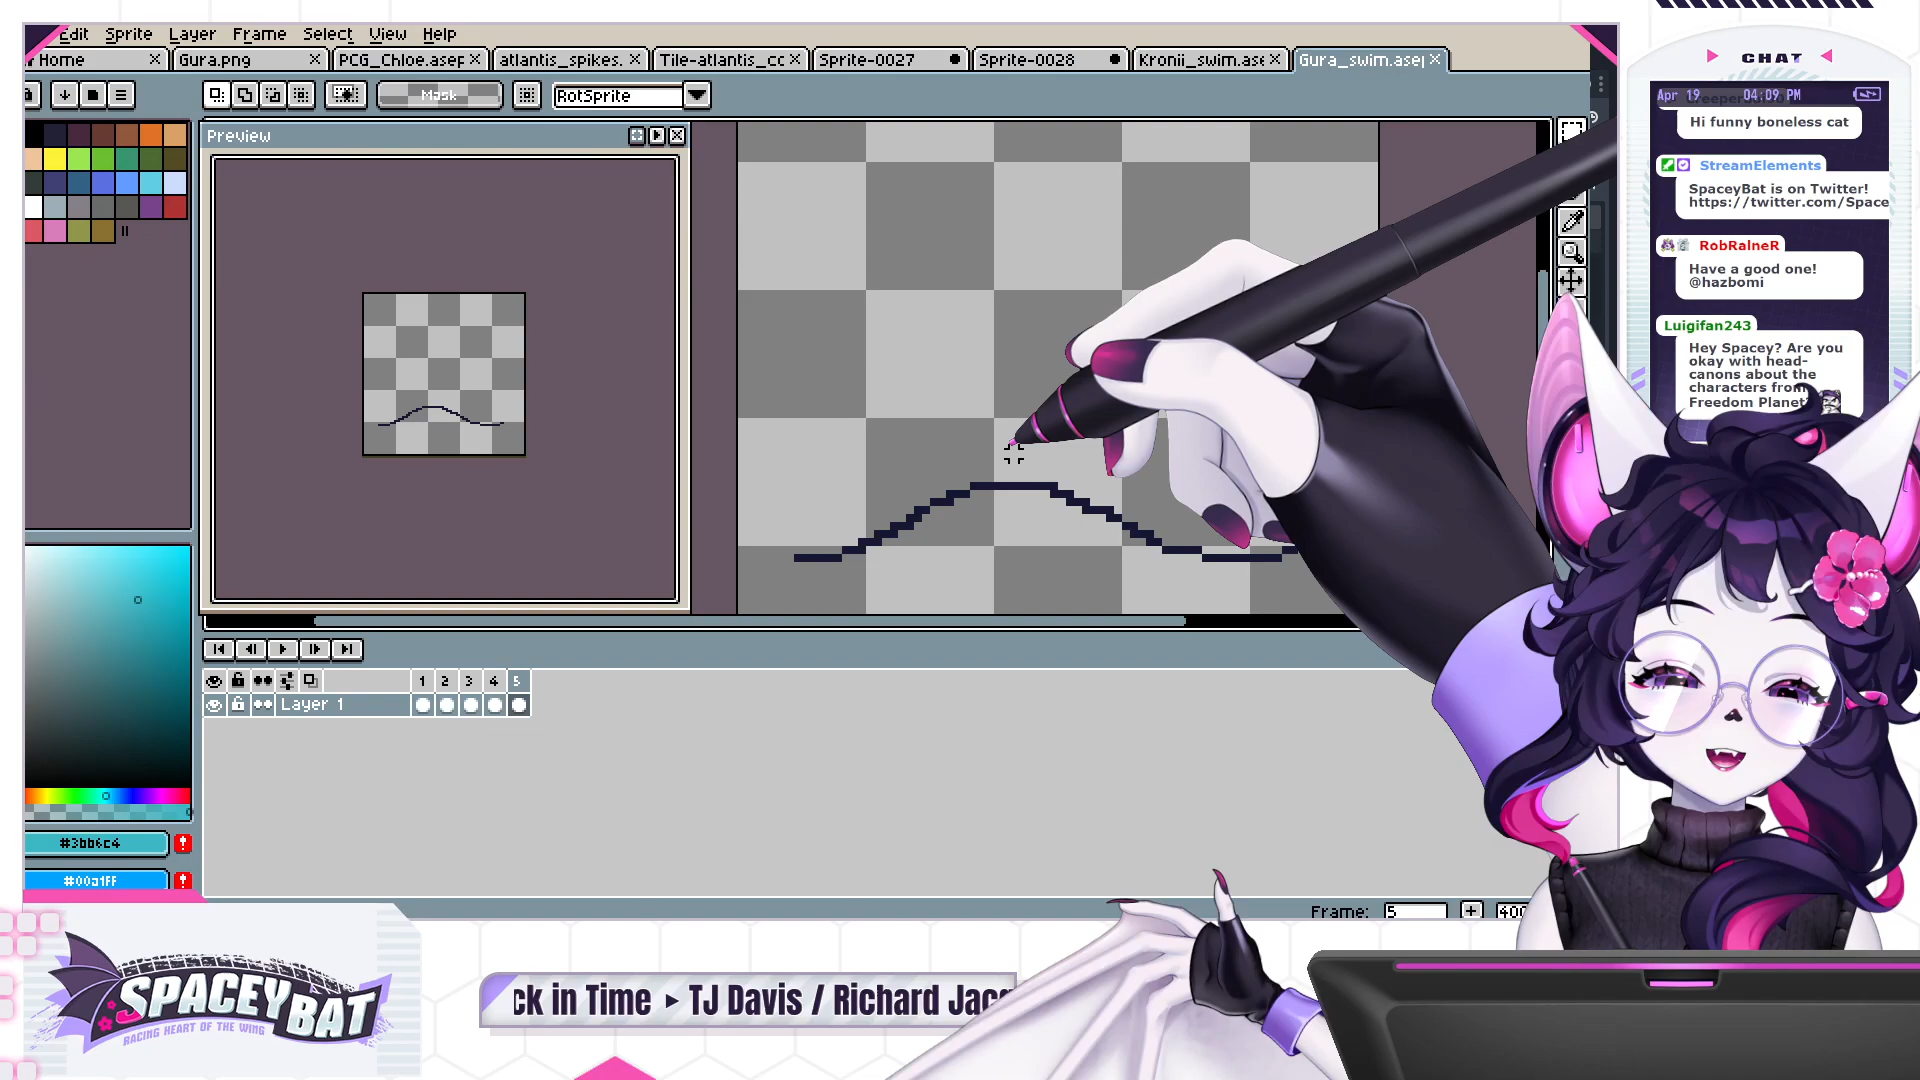 Edit Sprite Layer Frame Select View Help
Home
Gura.png
PCG_Chloe.asep
atlantis_spikes.
Tile-atlantis_cc
Sprite-0027
Sprite-0028
Kronii_swim.ase
Gura_swim.asep
Mask
RotSprite
Preview
1 2 3 4 5
Layer 1
#3bb6c4
#00a1FF
Frame: 5
400
CHAT
Apr 19 04:09 PM
Hi funny boneless cat
StreamElements
SpaceyBat is on Twitter!
https://twitter.com/Space
RobRaIneR
Have a good one!
@hazbomi
Luigifan243
Hey Spacey? Are you
okay with head-
canons about the
characters from
Freedom Planet?
SPACEYBAT
RACING HEART OF THE WING
ck in Time ▸ TJ Davis / Richard Jacq